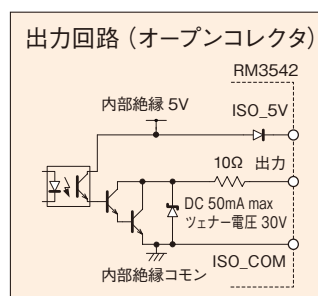 出力回路（オープンコレクタ）
RM3542
内部絶縁 5V
ISO_5V
10Ω 出力
DC 50mA max
ツェナー電圧 30V
ISO_COM
内部絶縁コモン